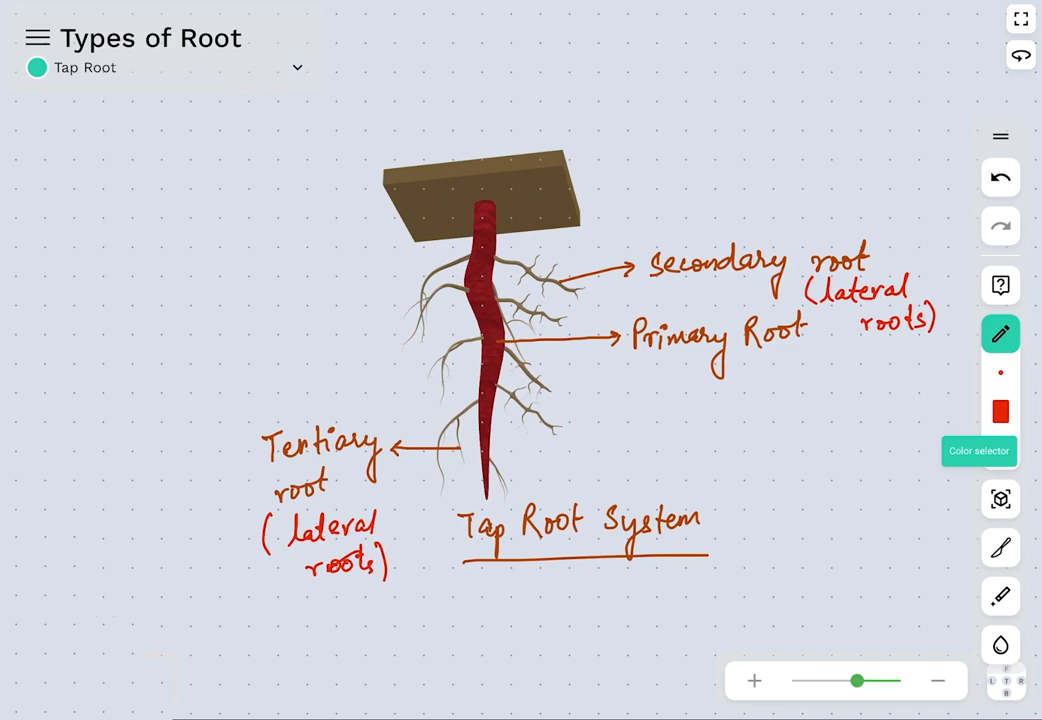 Types of Root
Tap Root
Secondary root
(lateral
roots)
Primary Root
Tertiary
root
(lateral
roots)
Tap Root System
Color selector
F
L T R
B